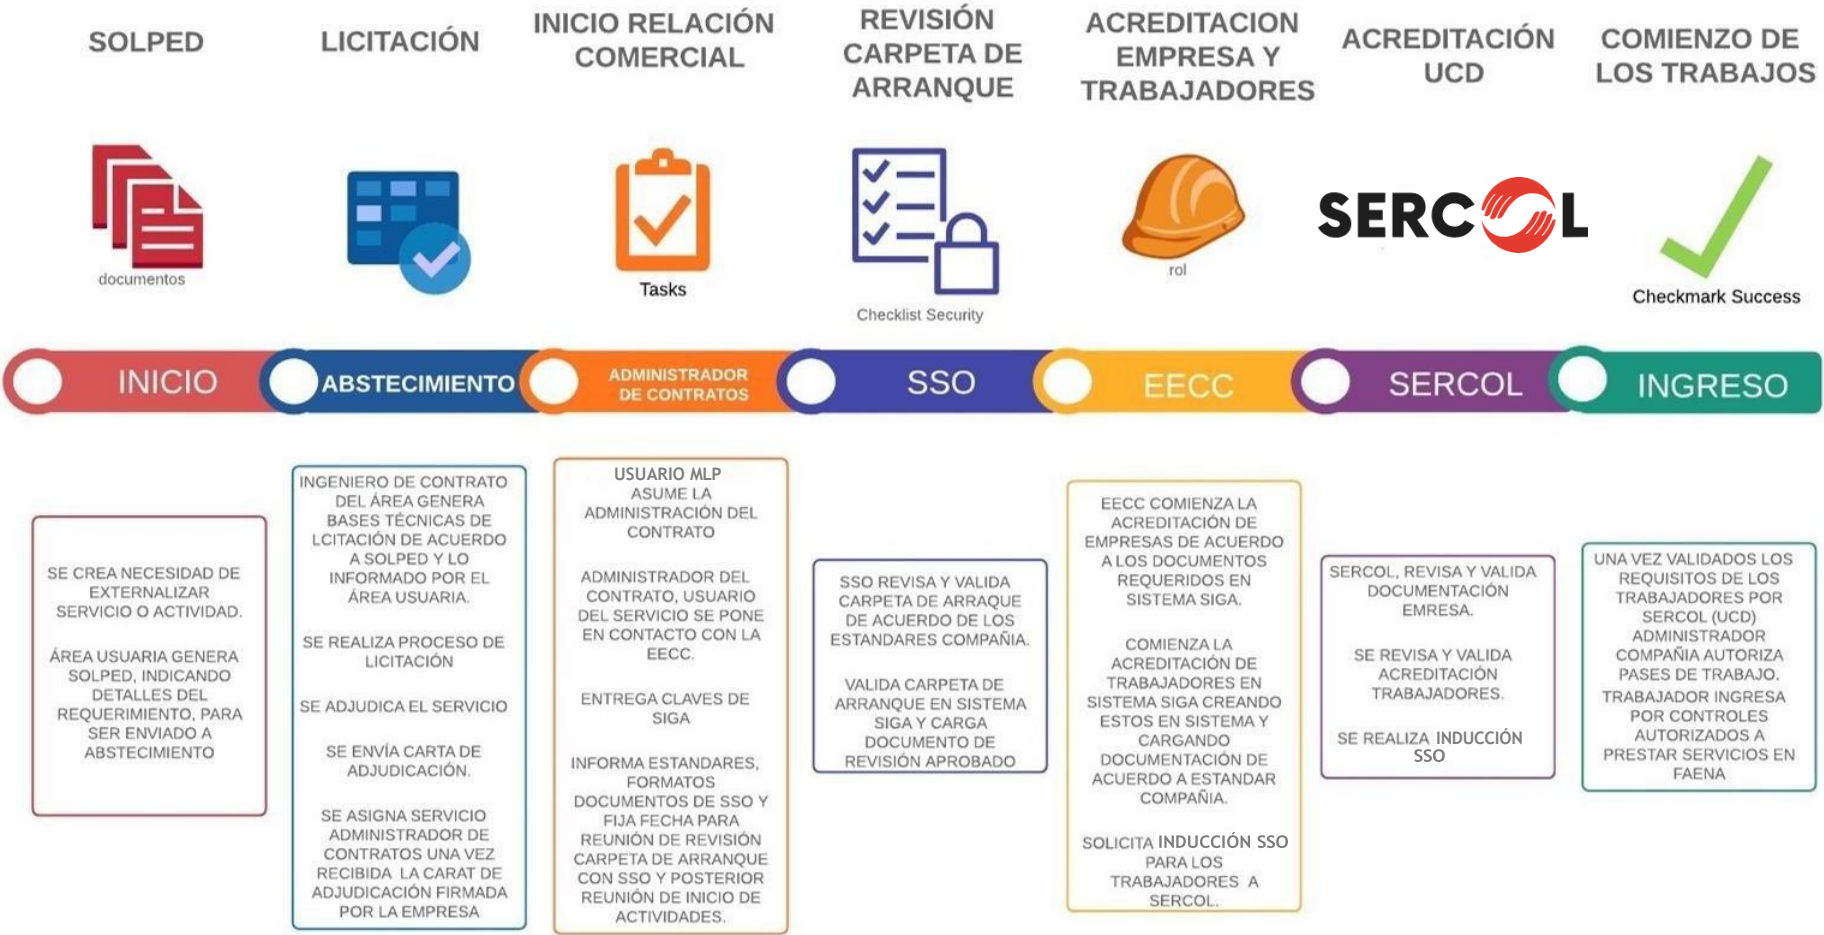 SOLPED
LICITACIÓN
INICIO RELACIÓN
COMERCIAL
REVISIÓN
CARPETA DE
ARRANQUE
ACREDITACION
EMPRESA Y
TRABAJADORES
ACREDITACIÓN
UCD
COMIENZO DE
LOS TRABAJOS
documentos
Tasks
Checklist Security
rol
SERCOL
Checkmark Success
INICIO
ABSTECIMIENTO
ADMINISTRADOR
DE CONTRATOS
SSO
EECC
SERCOL
INGRESO
SE CREA NECESIDAD DE
EXTERNALIZAR
SERVICIO O ACTIVIDAD.
ÁREA USUARIA GENERA
SOLPED, INDICANDO
DETALLES DEL
REQUERIMIENTO, PARA
SER ENVIADO A
ABSTECIMIENTO
INGENIERO DE CONTRATO
DEL ÁREA GENERA
BASES TÉCNICAS DE
LCITACIÓN DE ACUERDO
A SOLPED Y LO
INFORMADO POR EL
ÁREA USUARIA.
SE REALIZA PROCESO DE
LICITACIÓN
SE ADJUDICA EL SERVICIO
SE ENVÍA CARTA DE
ADJUDICACIÓN.
SE ASIGNA SERVICIO
ADMINISTRADOR DE
CONTRATOS UNA VEZ
RECIBIDA LA CARAT DE
ADJUDICACIÓN FIRMADA
POR LA EMPRESA
USUARIO MLP
ASUME LA
ADMINISTRACIÓN DEL
CONTRATO
ADMINISTRADOR DEL
CONTRATO, USUARIO
DEL SERVICIO SE PONE
EN CONTACTO CON LA
EECC.
ENTREGA CLAVES DE
SIGA
INFORMA ESTANDARES,
FORMATOS
DOCUMENTOS DE SSO Y
FIJA FECHA PARA
REUNIÓN DE REVISIÓN
CARPETA DE ARRANQUE
CON SSO Y POSTERIOR
REUNIÓN DE INICIO DE
ACTIVIDADES.
SSO REVISA Y VALIDA
CARPETA DE ARRAQUE
DE ACUERDO DE LOS
ESTANDARES COMPAÑIA.
VALIDA CARPETA DE
ARRANQUE EN SISTEMA
SIGA Y CARGA
DOCUMENTO DE
REVISIÓN APROBADO
EECC COMIENZA LA
ACREDITACIÓN DE
EMPRESAS DE ACUERDO
A LOS DOCUMENTOS
REQUERIDOS EN
SISTEMA SIGA.
COMIENZA LA
ACREDITACIÓN DE
TRABAJADORES EN
SISTEMA SIGA CREANDO
ESTOS EN SISTEMA Y
CARGANDO
DOCUMENTACIÓN DE
ACUERDO A ESTANDAR
COMPAÑIA.
SOLICITA INDUCCIÓN SSO
PARA LOS
TRABAJADORES A
SERCOL.
SERCOL, REVISA Y VALIDA
DOCUMENTACIÓN
EMRESA.
SE REVISA Y VALIDA
ACREDITACIÓN
TRABAJADORES.
SE REALIZA INDUCCIÓN
SSO
UNA VEZ VALIDADOS LOS
REQUISITOS DE LOS
TRABAJADORES POR
SERCOL (UCD)
ADMINISTRADOR
COMPAÑIA AUTORIZA
PASES DE TRABAJO.
TRABAJADOR INGRESA
POR CONTROLES
AUTORIZADOS A
PRESTAR SERVICIOS EN
FAENA